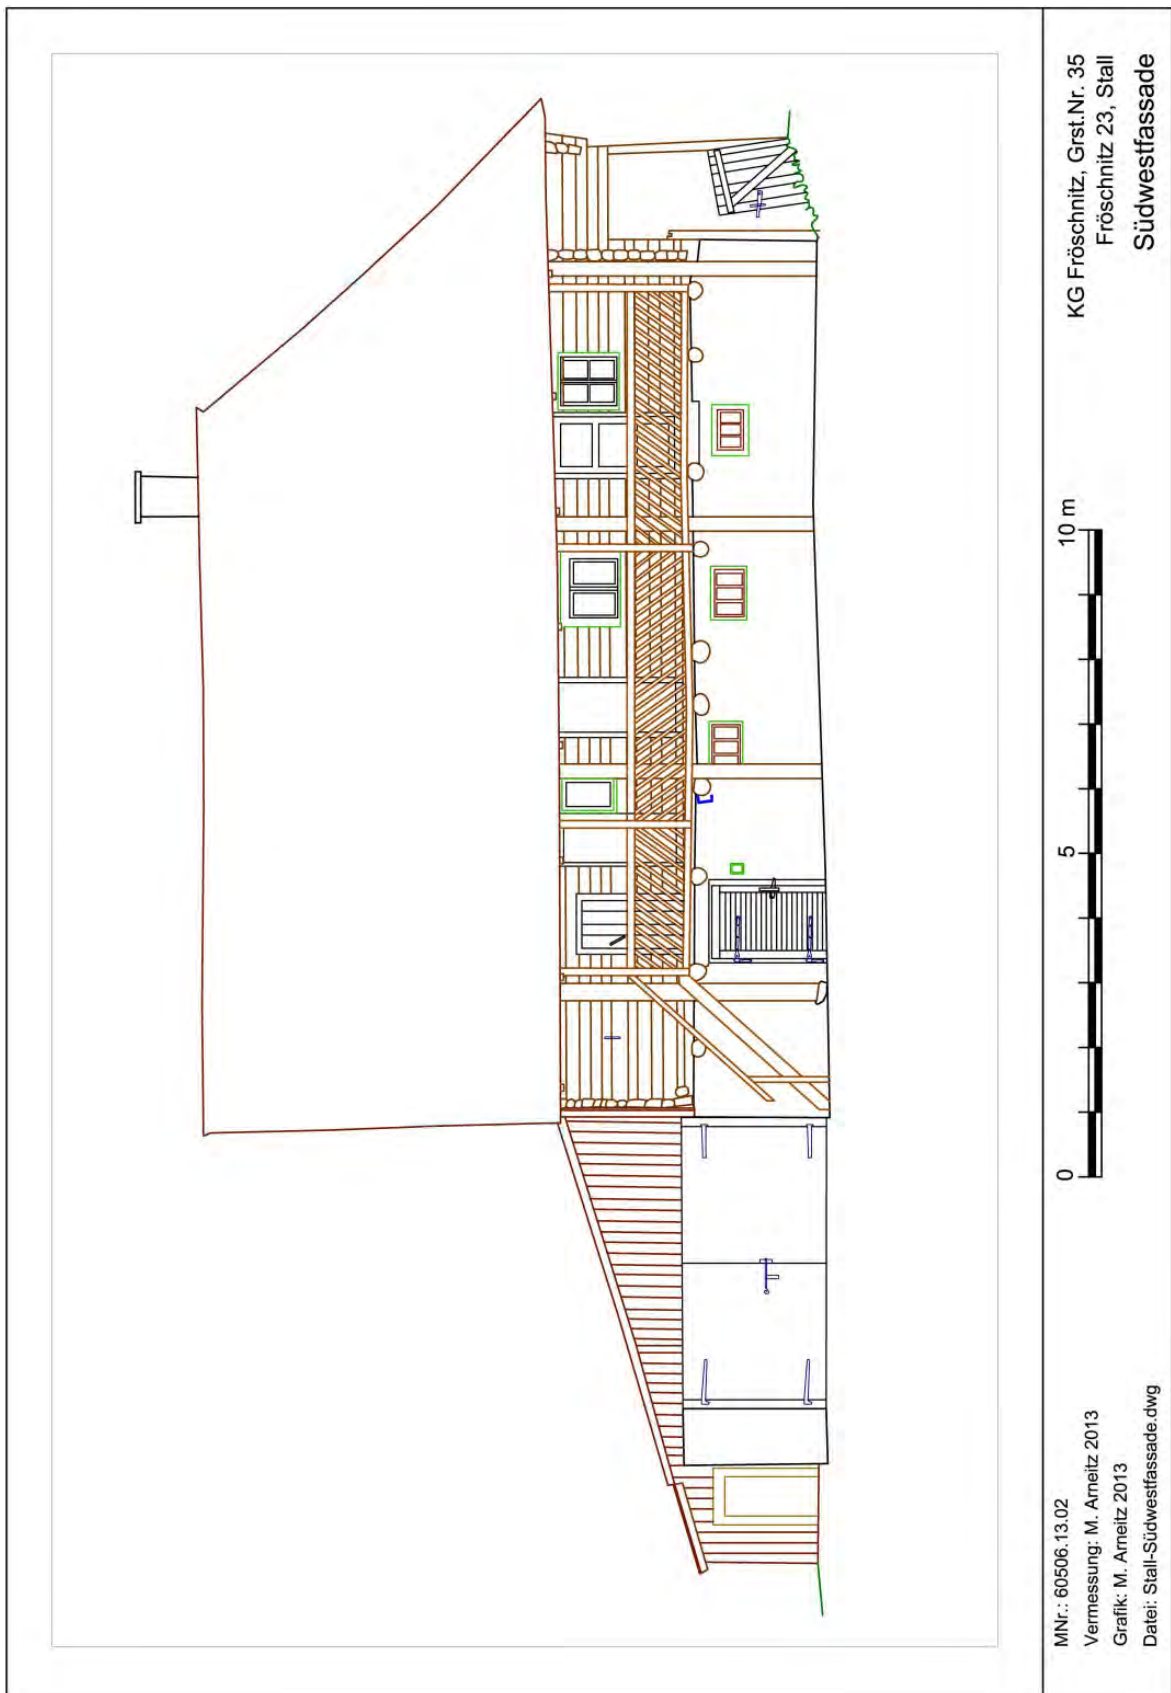 MNr.: 60506.13.02
Vermessung: M. Arneitz 2013
Grafik: M. Arneitz 2013
Datei: Stall-Südwestfassade.dwg
0 5 10 m
KG Fröschnitz, Grst.Nr. 35
Fröschnitz 23, Stall
Südwestfassade